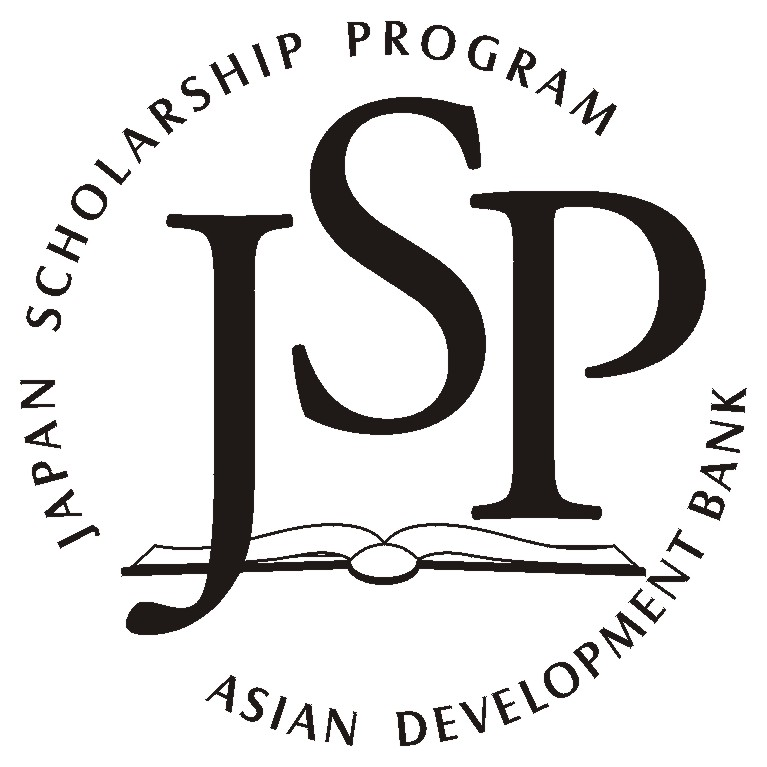 JAPAN SCHOLARSHIP PROGRAM
JSP
ASIAN DEVELOPMENT BANK